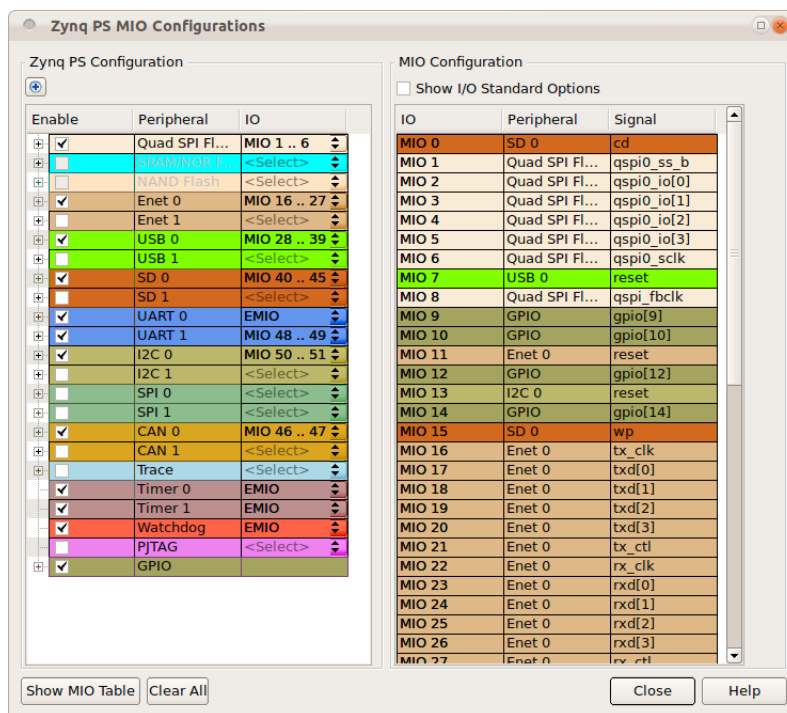 Zynq PS MIO Configurations
Zynq PS Configuration
Enable Peripheral IO
Quad SPI Fl... MIO 1 .. 6
SRAM/NOR F... <Select>
NAND Flash <Select>
Enet 0 MIO 16 .. 27
Enet 1 <Select>
USB 0 MIO 28 .. 39
USB 1 <Select>
SD 0 MIO 40 .. 45
SD 1 <Select>
UART 0 EMIO
UART 1 MIO 48 .. 49
I2C 0 MIO 50 .. 51
I2C 1 <Select>
SPI 0 <Select>
SPI 1 <Select>
CAN 0 MIO 46 .. 47
CAN 1 <Select>
Trace <Select>
Timer 0 EMIO
Timer 1 EMIO
Watchdog EMIO
PJTAG <Select>
GPIO
MIO Configuration
Show I/O Standard Options
IO Peripheral Signal
MIO 0 SD 0 cd
MIO 1 Quad SPI Fl... qspi0_ss_b
MIO 2 Quad SPI Fl... qspi0_io[0]
MIO 3 Quad SPI Fl... qspi0_io[1]
MIO 4 Quad SPI Fl... qspi0_io[2]
MIO 5 Quad SPI Fl... qspi0_io[3]
MIO 6 Quad SPI Fl... qspi0_sclk
MIO 7 USB 0 reset
MIO 8 Quad SPI Fl... qspi_fbclk
MIO 9 GPIO gpio[9]
MIO 10 GPIO gpio[10]
MIO 11 Enet 0 reset
MIO 12 GPIO gpio[12]
MIO 13 I2C 0 reset
MIO 14 GPIO gpio[14]
MIO 15 SD 0 wp
MIO 16 Enet 0 tx_clk
MIO 17 Enet 0 txd[0]
MIO 18 Enet 0 txd[1]
MIO 19 Enet 0 txd[2]
MIO 20 Enet 0 txd[3]
MIO 21 Enet 0 tx_ctl
MIO 22 Enet 0 rx_clk
MIO 23 Enet 0 rxd[0]
MIO 24 Enet 0 rxd[1]
MIO 25 Enet 0 rxd[2]
MIO 26 Enet 0 rxd[3]
MIO 27 Enet 0 rx_ctl
Show MIO Table Clear All Close Help